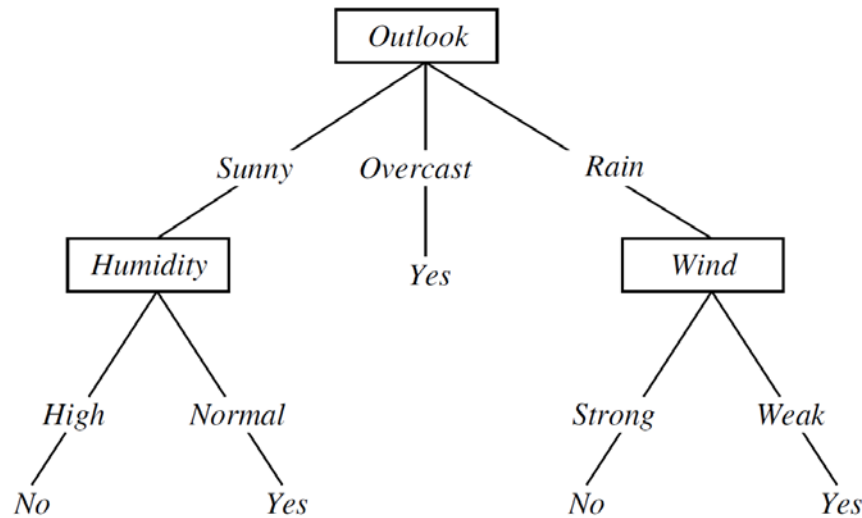 Outlook
Sunny Overcast Rain
Humidity Yes Wind
High Normal Strong Weak
No Yes No Yes